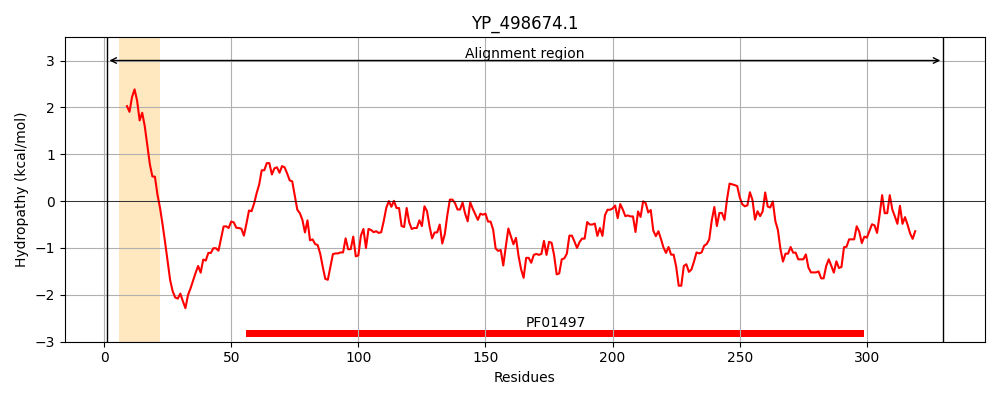 YP_498674.1
Alignment region
Hydropathy (kcal/mol)
3
2
1
0
−1
−2
−3
PF01497
0 50 100 150 200 250 300
Residues